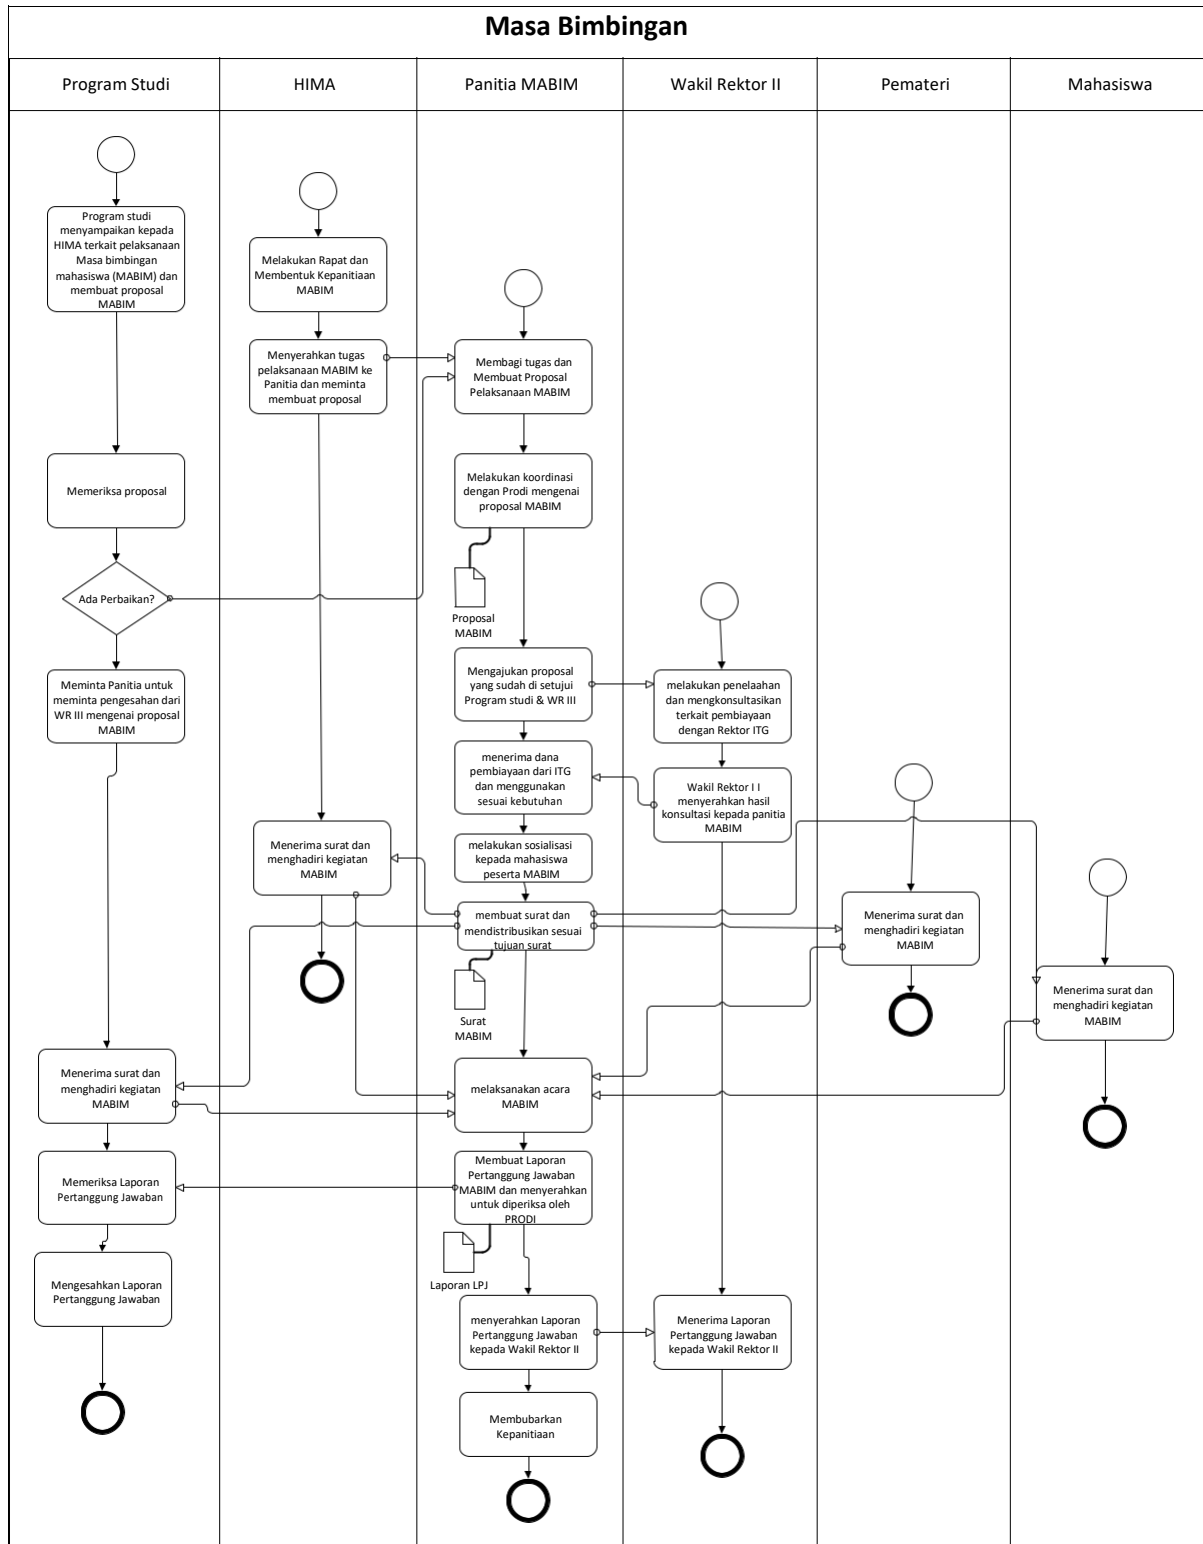 Masa Bimbingan
Program Studi
HIMA
Panitia MABIM
Wakil Rektor II
Pemateri
Mahasiswa
Program studi
menyampaikan kepada
HIMA terkait pelaksanaan
Masa bimbingan
mahasiswa (MABIM) dan
membuat proposal
MABIM
Memeriksa proposal
Ada Perbaikan?
Meminta Panitia untuk
meminta pengesahan dari
WR III mengenai proposal
MABIM
Menerima surat dan
menghadiri kegiatan
MABIM
Memeriksa Laporan
Pertanggung Jawaban
Mengesahkan Laporan
Pertanggung Jawaban
Melakukan Rapat dan
Membentuk Kepanitiaan
MABIM
Menyerahkan tugas
pelaksanaan MABIM ke
Panitia dan meminta
membuat proposal
Menerima surat dan
menghadiri kegiatan
MABIM
Membagi tugas dan
Membuat Proposal
Pelaksanaan MABIM
Melakukan koordinasi
dengan Prodi mengenai
proposal MABIM
Proposal
MABIM
Mengajukan proposal
yang sudah di setujui
Program studi & WR III
menerima dana
pembiayaan dari ITG
dan menggunakan
sesuai kebutuhan
melakukan sosialisasi
kepada mahasiswa
peserta MABIM
membuat surat dan
mendistribusikan sesuai
tujuan surat
Surat
MABIM
melaksanakan acara
MABIM
Membuat Laporan
Pertanggung Jawaban
MABIM dan menyerahkan
untuk diperiksa oleh
PRODI
Laporan LPJ
menyerahkan Laporan
Pertanggung Jawaban
kepada Wakil Rektor II
Membubarkan
Kepanitiaan
melakukan penelaahan
dan mengkonsultasikan
terkait pembiayaan
dengan Rektor ITG
Wakil Rektor I I
menyerahkan hasil
konsultasi kepada panitia
MABIM
Menerima Laporan
Pertanggung Jawaban
kepada Wakil Rektor II
Menerima surat dan
menghadiri kegiatan
MABIM
Menerima surat dan
menghadiri kegiatan
MABIM